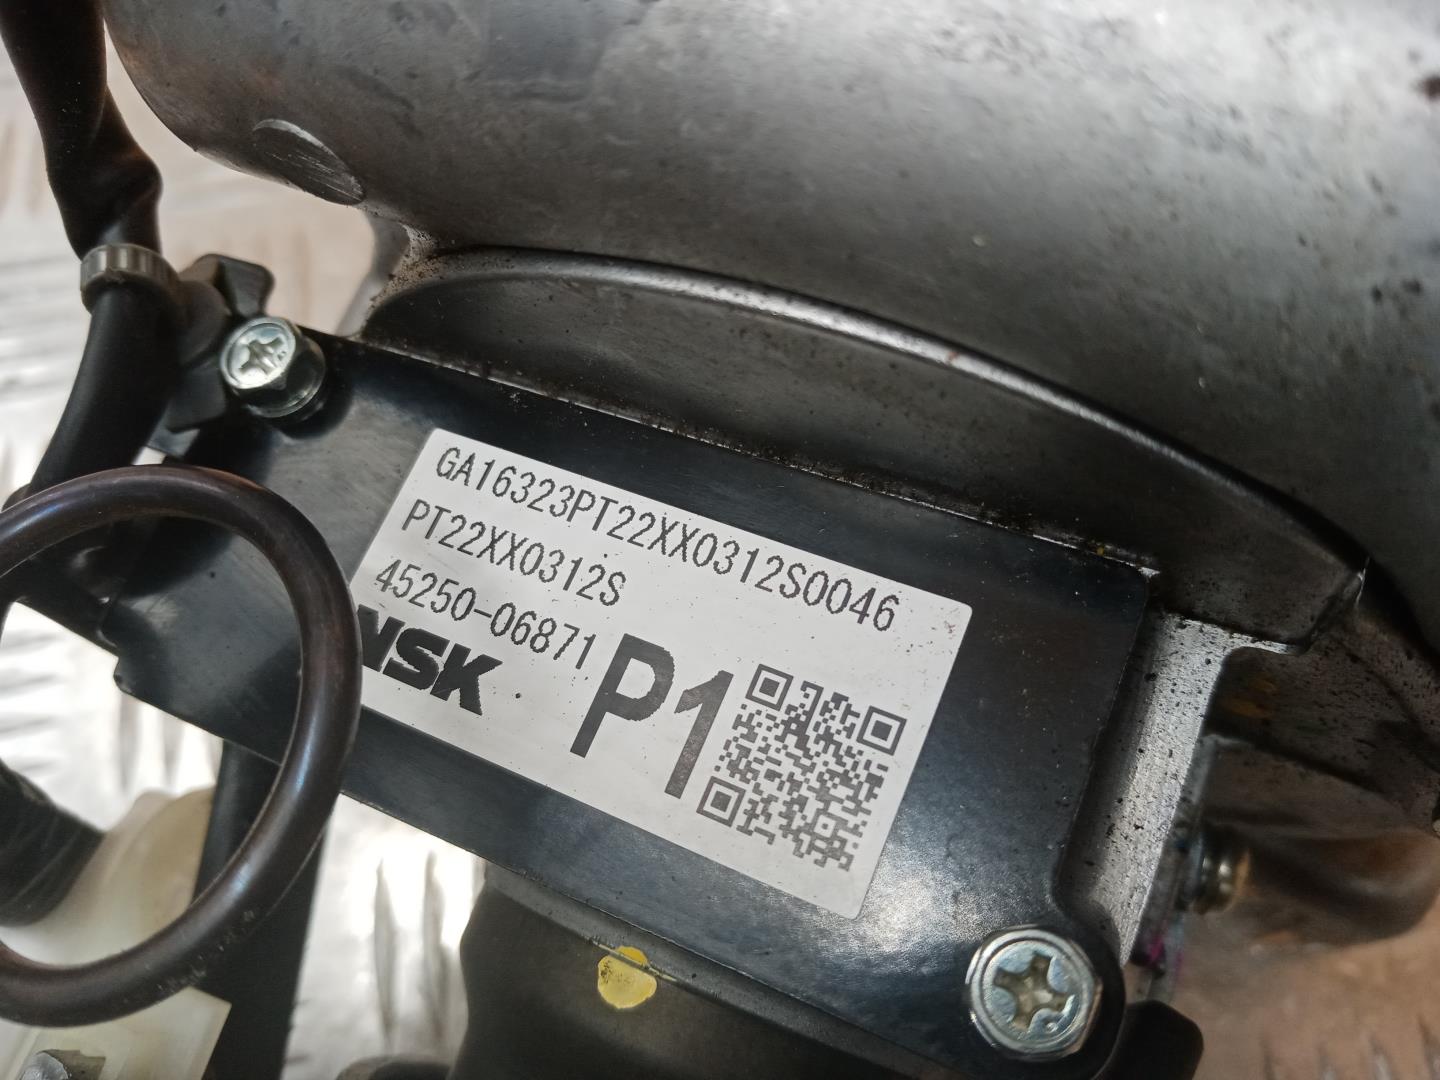 GA16323PT22XX0312S0046
PT22XX0312S
45250-06871
NSK
P1